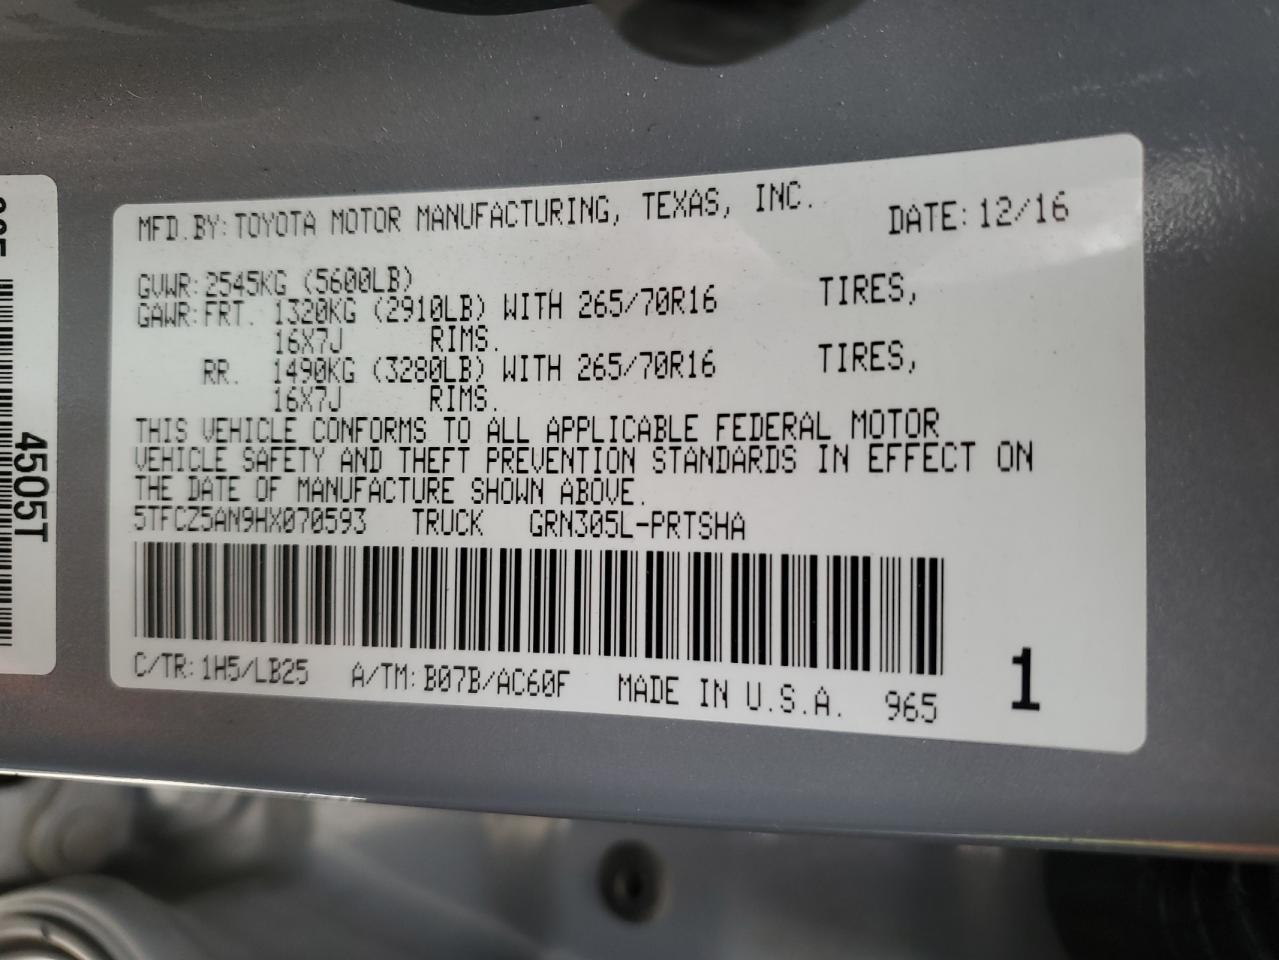 MFD.BY:TOYOTA MOTOR MANUFACTURING, TEXAS, INC. DATE:12/16
GVWR:2545KG (5600LB)
GAWR:FRT. 1320KG (2910LB) WITH 265/70R16 TIRES,
16X7J RIMS.
RR. 1490KG (3280LB) WITH 265/70R16 TIRES,
16X7J RIMS.
THIS VEHICLE CONFORMS TO ALL APPLICABLE FEDERAL MOTOR
VEHICLE SAFETY AND THEFT PREVENTION STANDARDS IN EFFECT ON
THE DATE OF MANUFACTURE SHOWN ABOVE.
5TFCZ5AN9HX070593 TRUCK GRN305L-PRTSHA
C/TR:1H5/LB25 A/TM:B07B/AC60F MADE IN U.S.A. 965 1
4505T